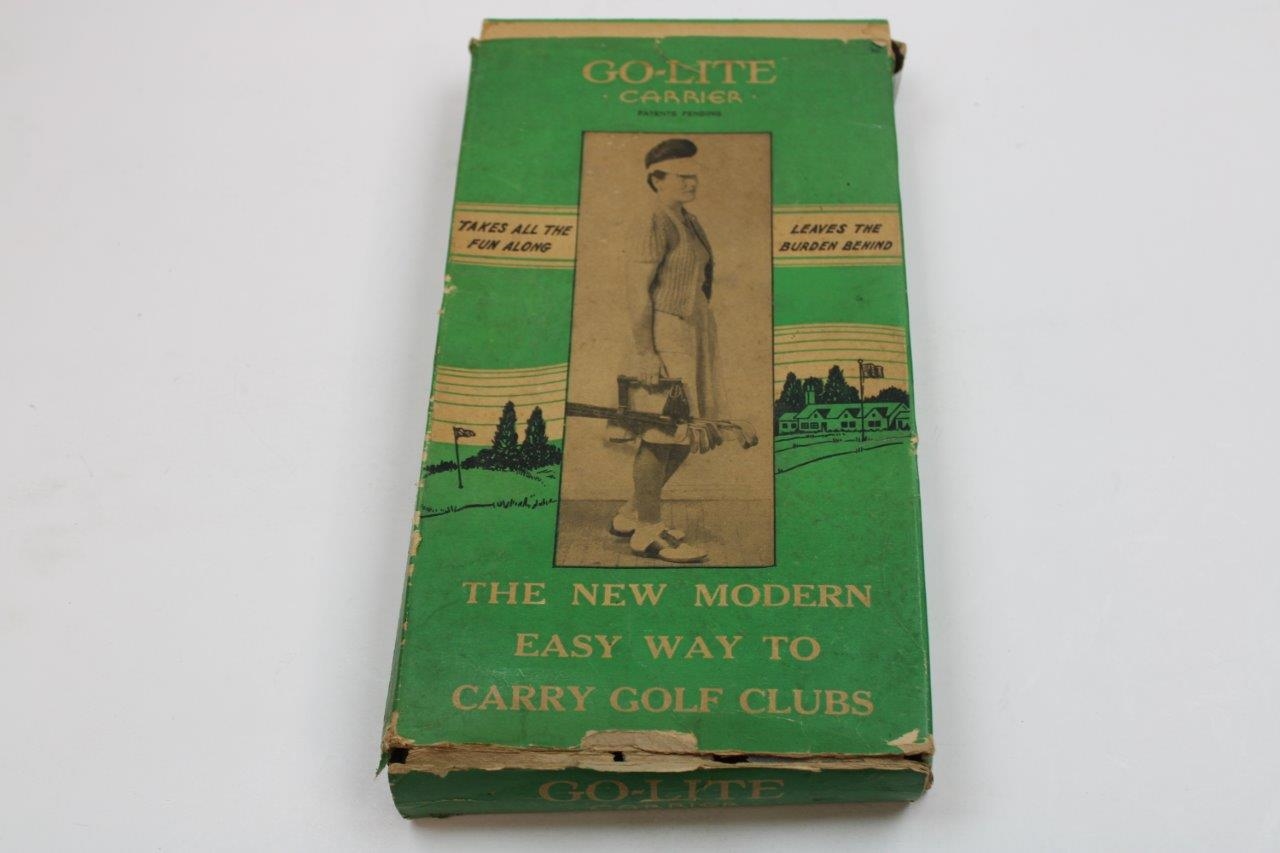 GO-LITE
· CARRIER ·
PATENTS PENDING
TAKES ALL THE
FUN ALONG
LEAVES THE
BURDEN BEHIND
THE NEW MODERN
EASY WAY TO
CARRY GOLF CLUBS
GO-LITE
CARRIER